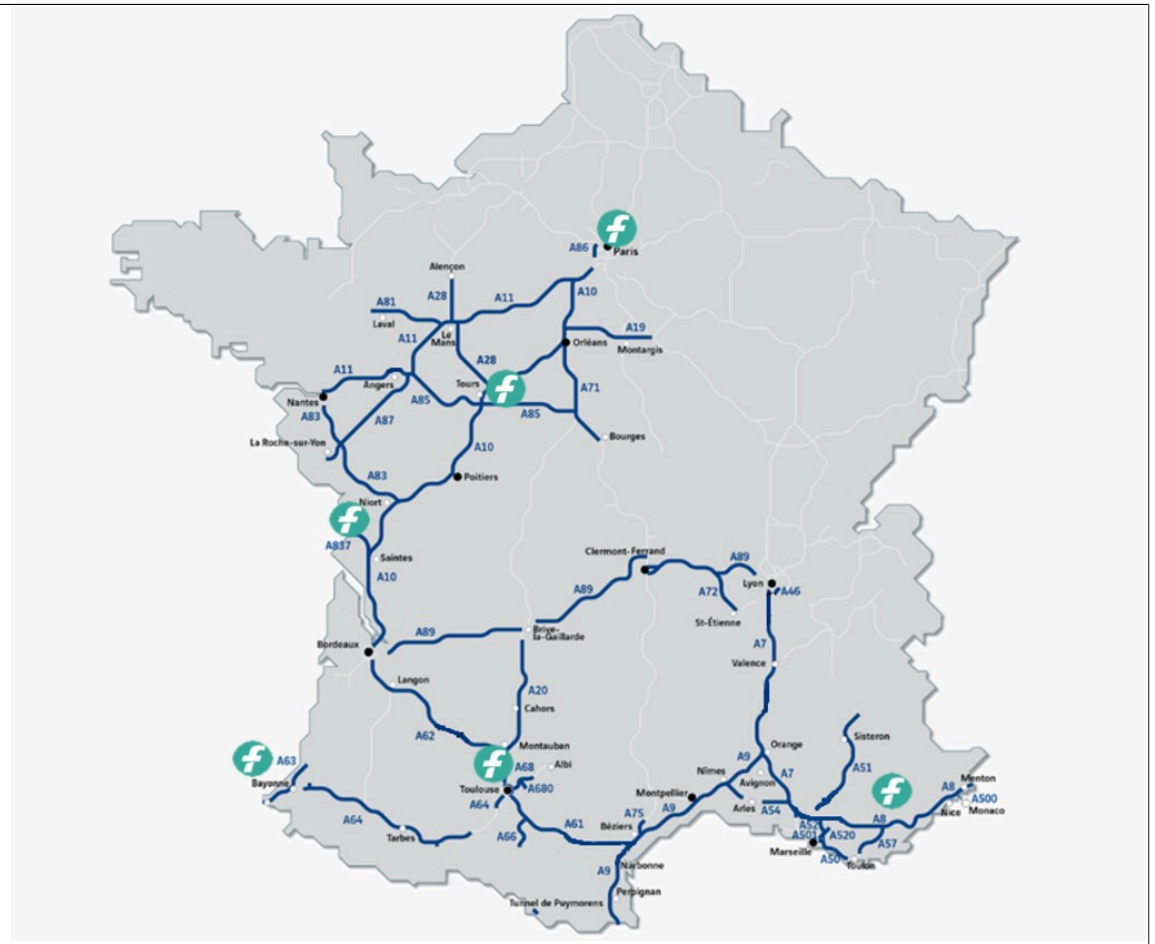 A86
Paris
Alençon
A28
A11
A10
A81
Laval
Le
Mans
A11
A19
Orléans
Montargis
A28
A11
Angers
Tours
A71
A85
A85
Nantes
A83
A87
La Roche-sur-Yon
Bourges
A10
A83
Poitiers
Niort
A837
Saintes
A10
Clermont-Ferrand
A89
A89
A72
Lyon
A46
St-Étienne
A89
Brive-
la-Gaillarde
Bordeaux
A7
Valence
Langon
A20
Cahors
A62
Montauban
Orange
Sisteron
A63
Bayonne
A68
Albi
A680
Toulouse
A64
A9
A7
A51
Nîmes
Avignon
Menton
A8
A500
Monaco
Nice
Montpellier
Arles
A54
A64
A66
A61
A75
A9
Béziers
A8
A52
A501
A520
A57
Tarbes
Marseille
A50
Toulon
Narbonne
A9
Perpignan
Tunnel de Puymorens